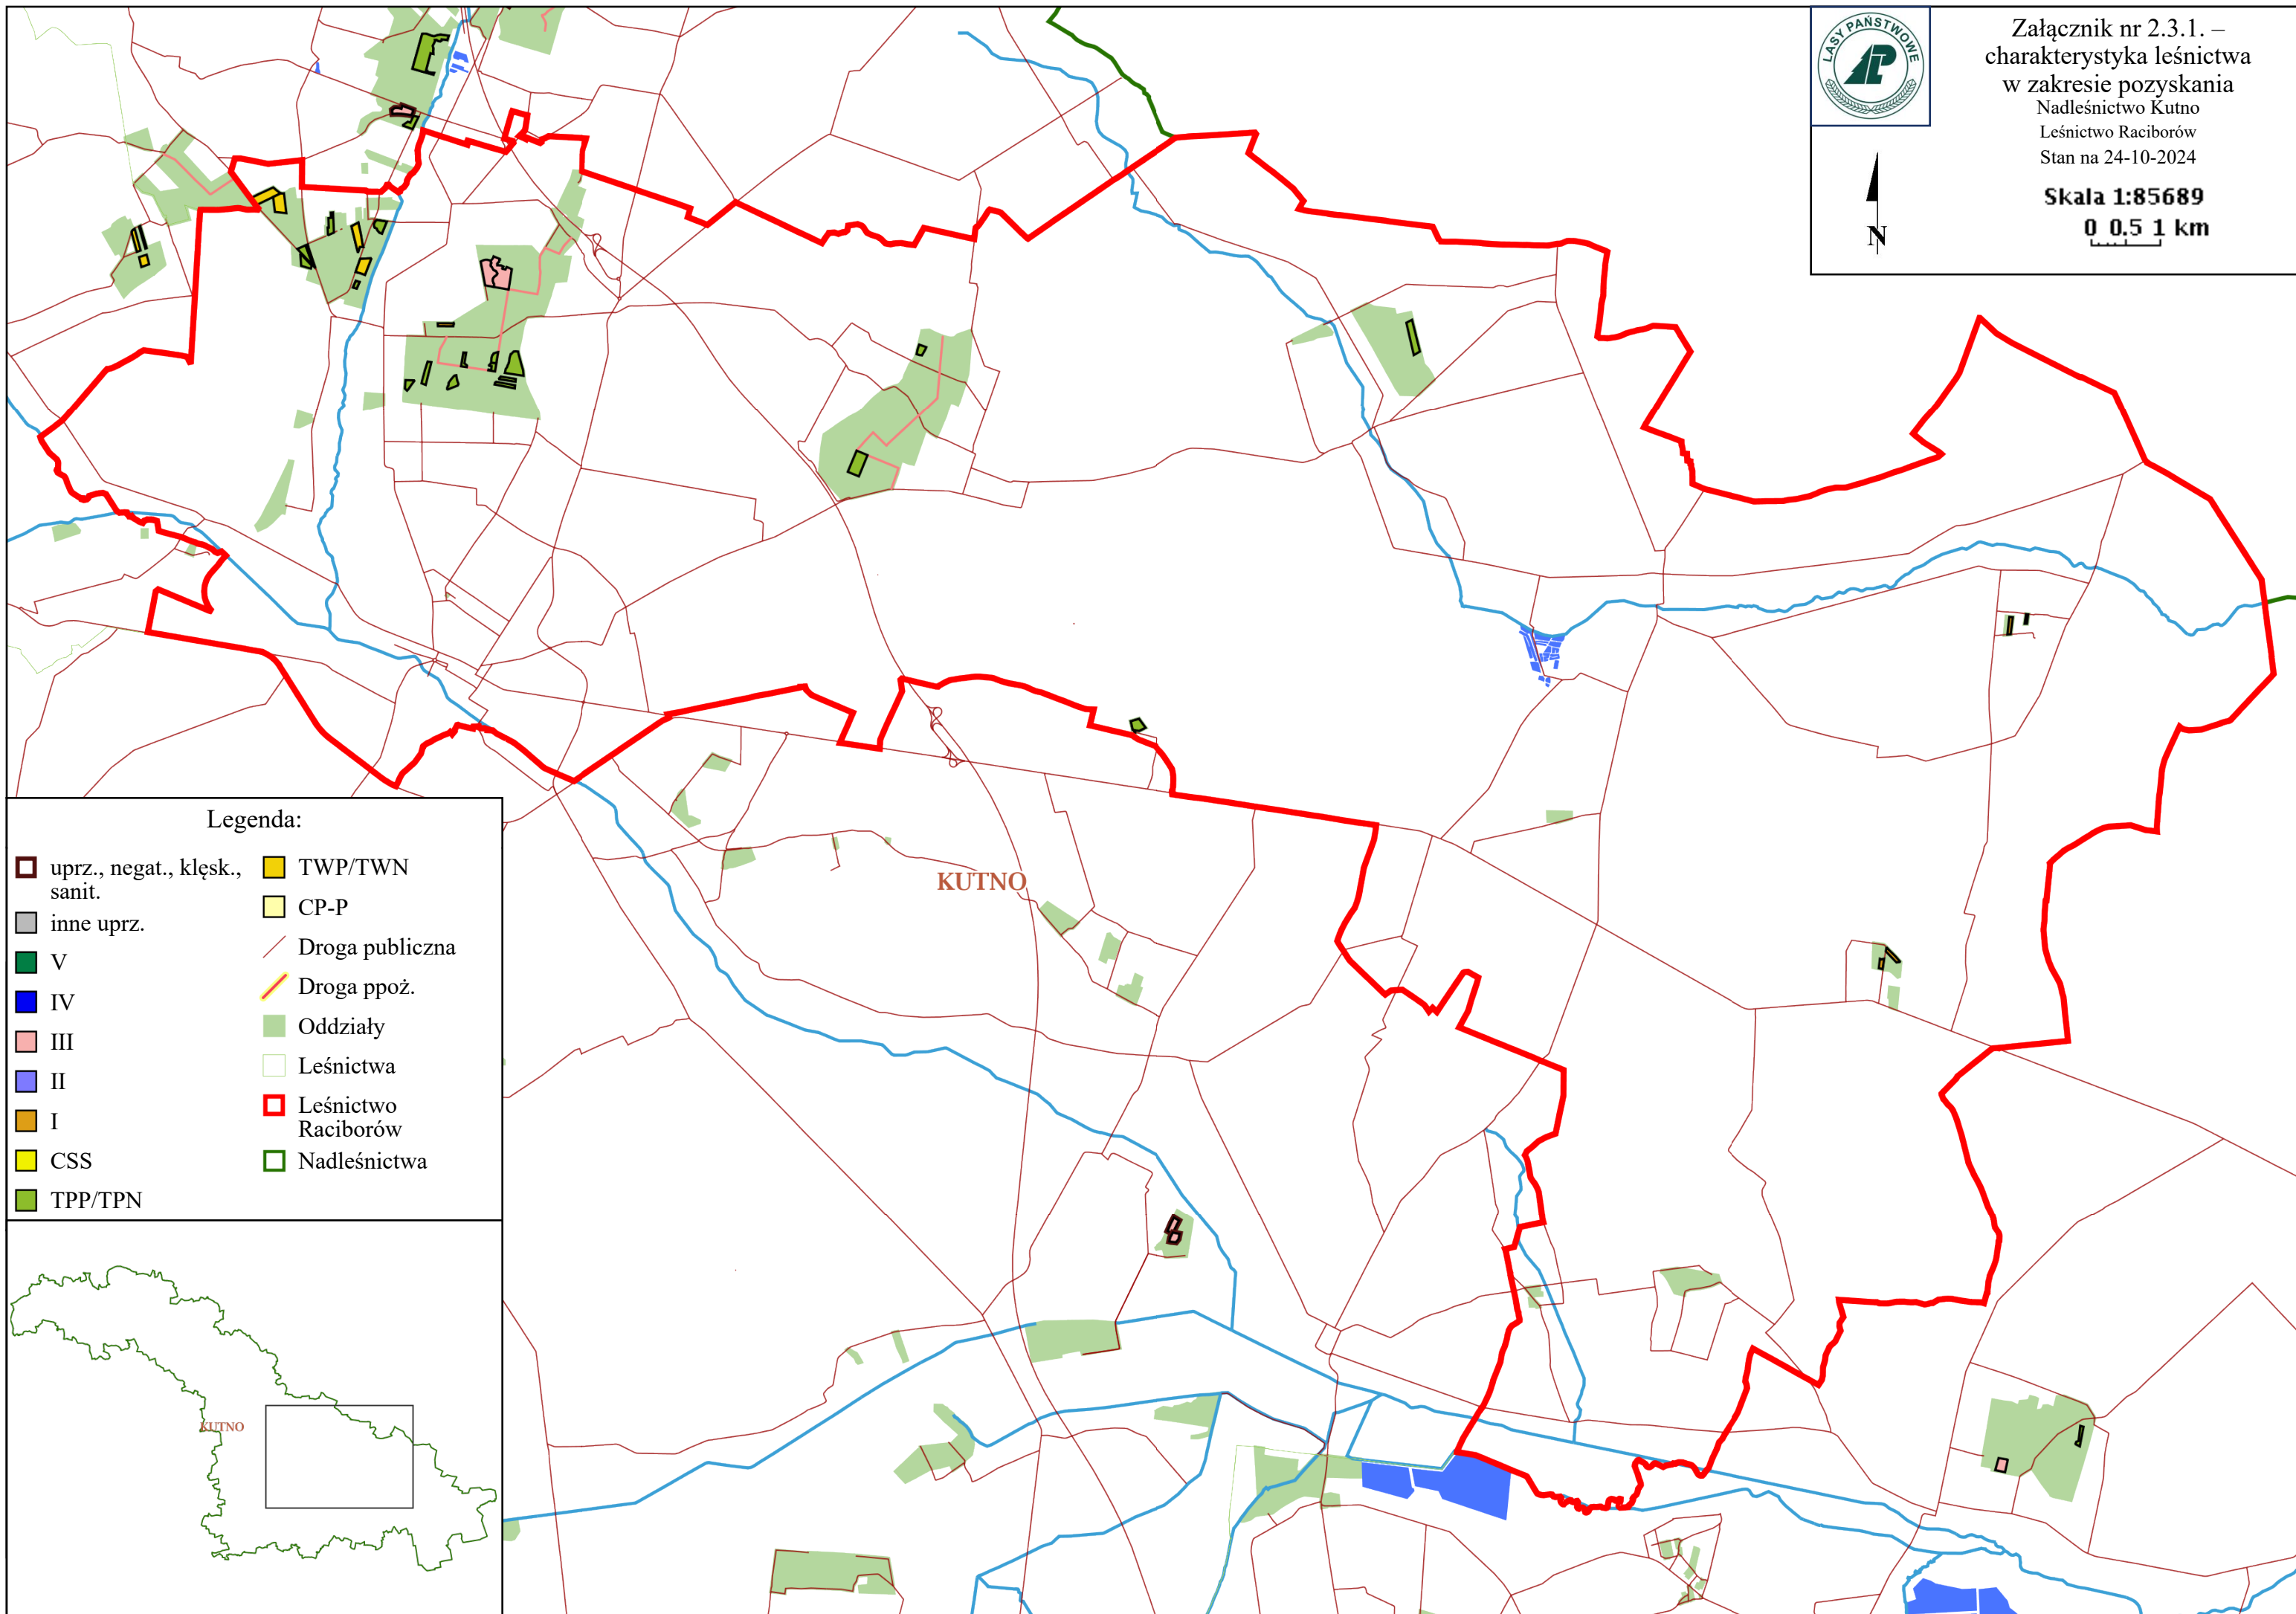 LASY PAŃSTWOWE
LP
Załącznik nr 2.3.1. –
charakterystyka leśnictwa
w zakresie pozyskania
Nadleśnictwo Kutno
Leśnictwo Raciborów
Stan na 24-10-2024
Skala 1:85689
0 0.5 1 km
N
KUTNO
Legenda:
uprz., negat., klęsk.,
sanit.
inne uprz.
V
IV
III
II
I
CSS
TPP/TPN
TWP/TWN
CP-P
Droga publiczna
Droga ppoż.
Oddziały
Leśnictwa
Leśnictwo
Raciborów
Nadleśnictwa
KUTNO